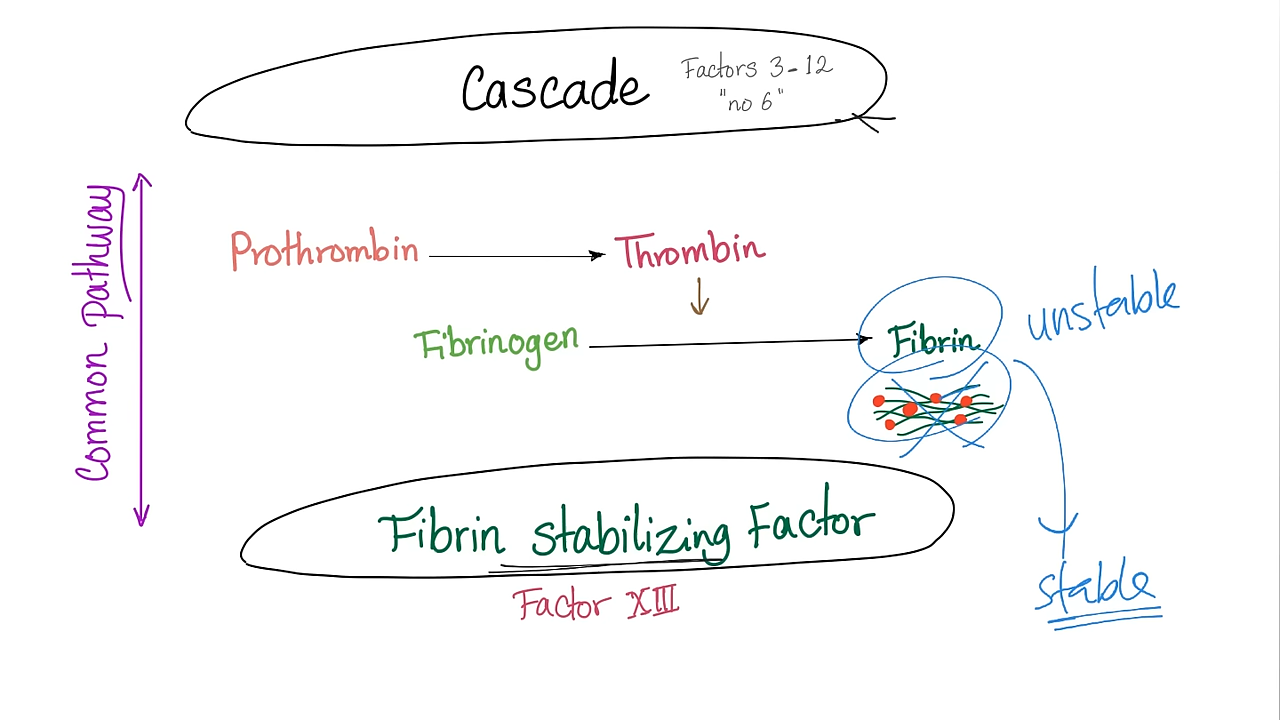 Cascade
Factors 3-12
"no 6"
Common pathway
Prothrombin
Thrombin
Fibrinogen
Fibrin
unstable
Fibrin stabilizing Factor
Factor XIII
stable